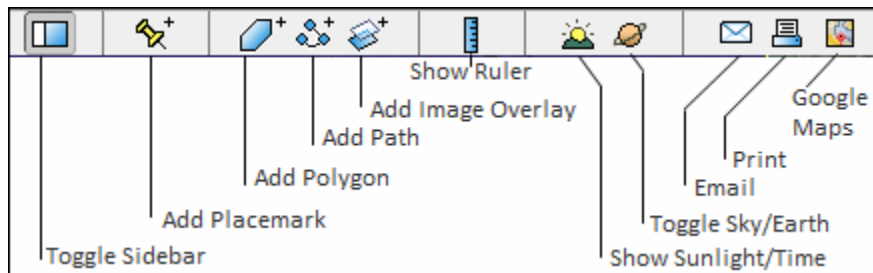 Show Ruler
Google
Maps
Add Image Overlay
Add Path
Print
Add Polygon
Email
Add Placemark
Toggle Sky/Earth
Toggle Sidebar
Show Sunlight/Time